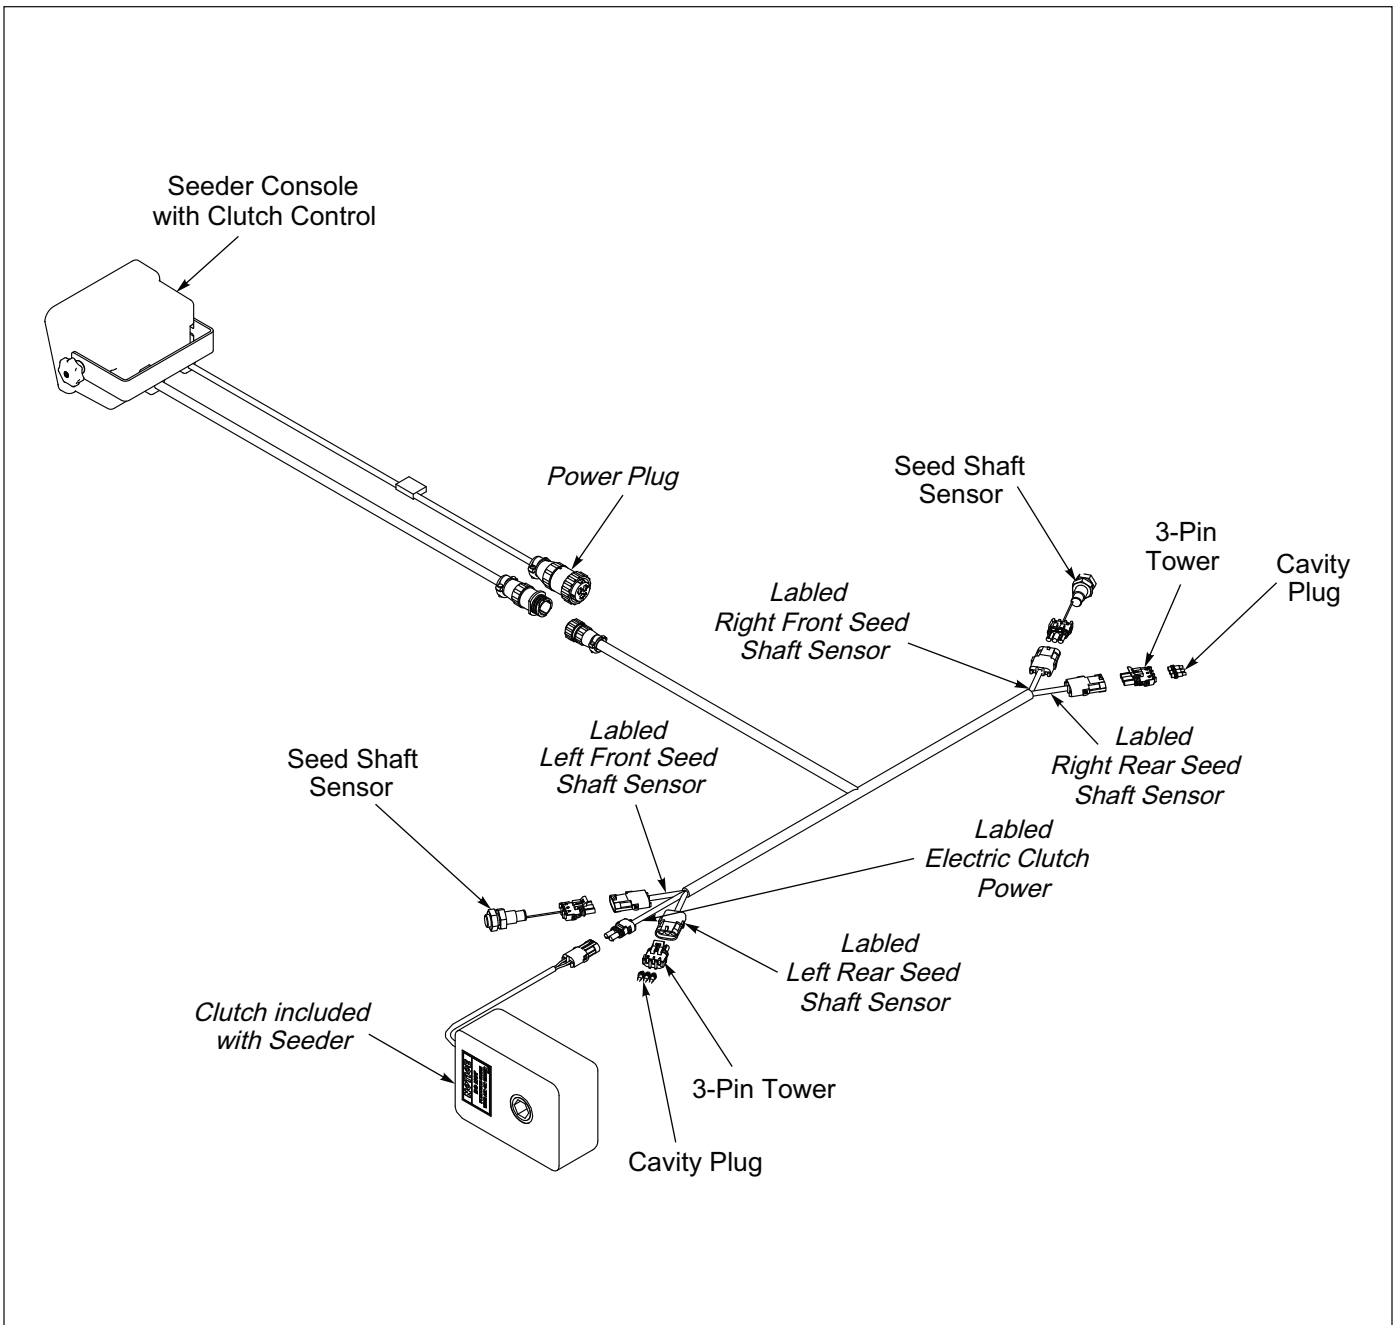 Seeder Console
with Clutch Control
Power Plug
Seed Shaft
Sensor
3-Pin
Tower
Cavity
Plug
Labled
Right Front Seed
Shaft Sensor
Labled
Right Rear Seed
Shaft Sensor
Labled
Left Front Seed
Shaft Sensor
Seed Shaft
Sensor
Labled
Electric Clutch
Power
Labled
Left Rear Seed
Shaft Sensor
Clutch included
with Seeder
3-Pin Tower
Cavity Plug